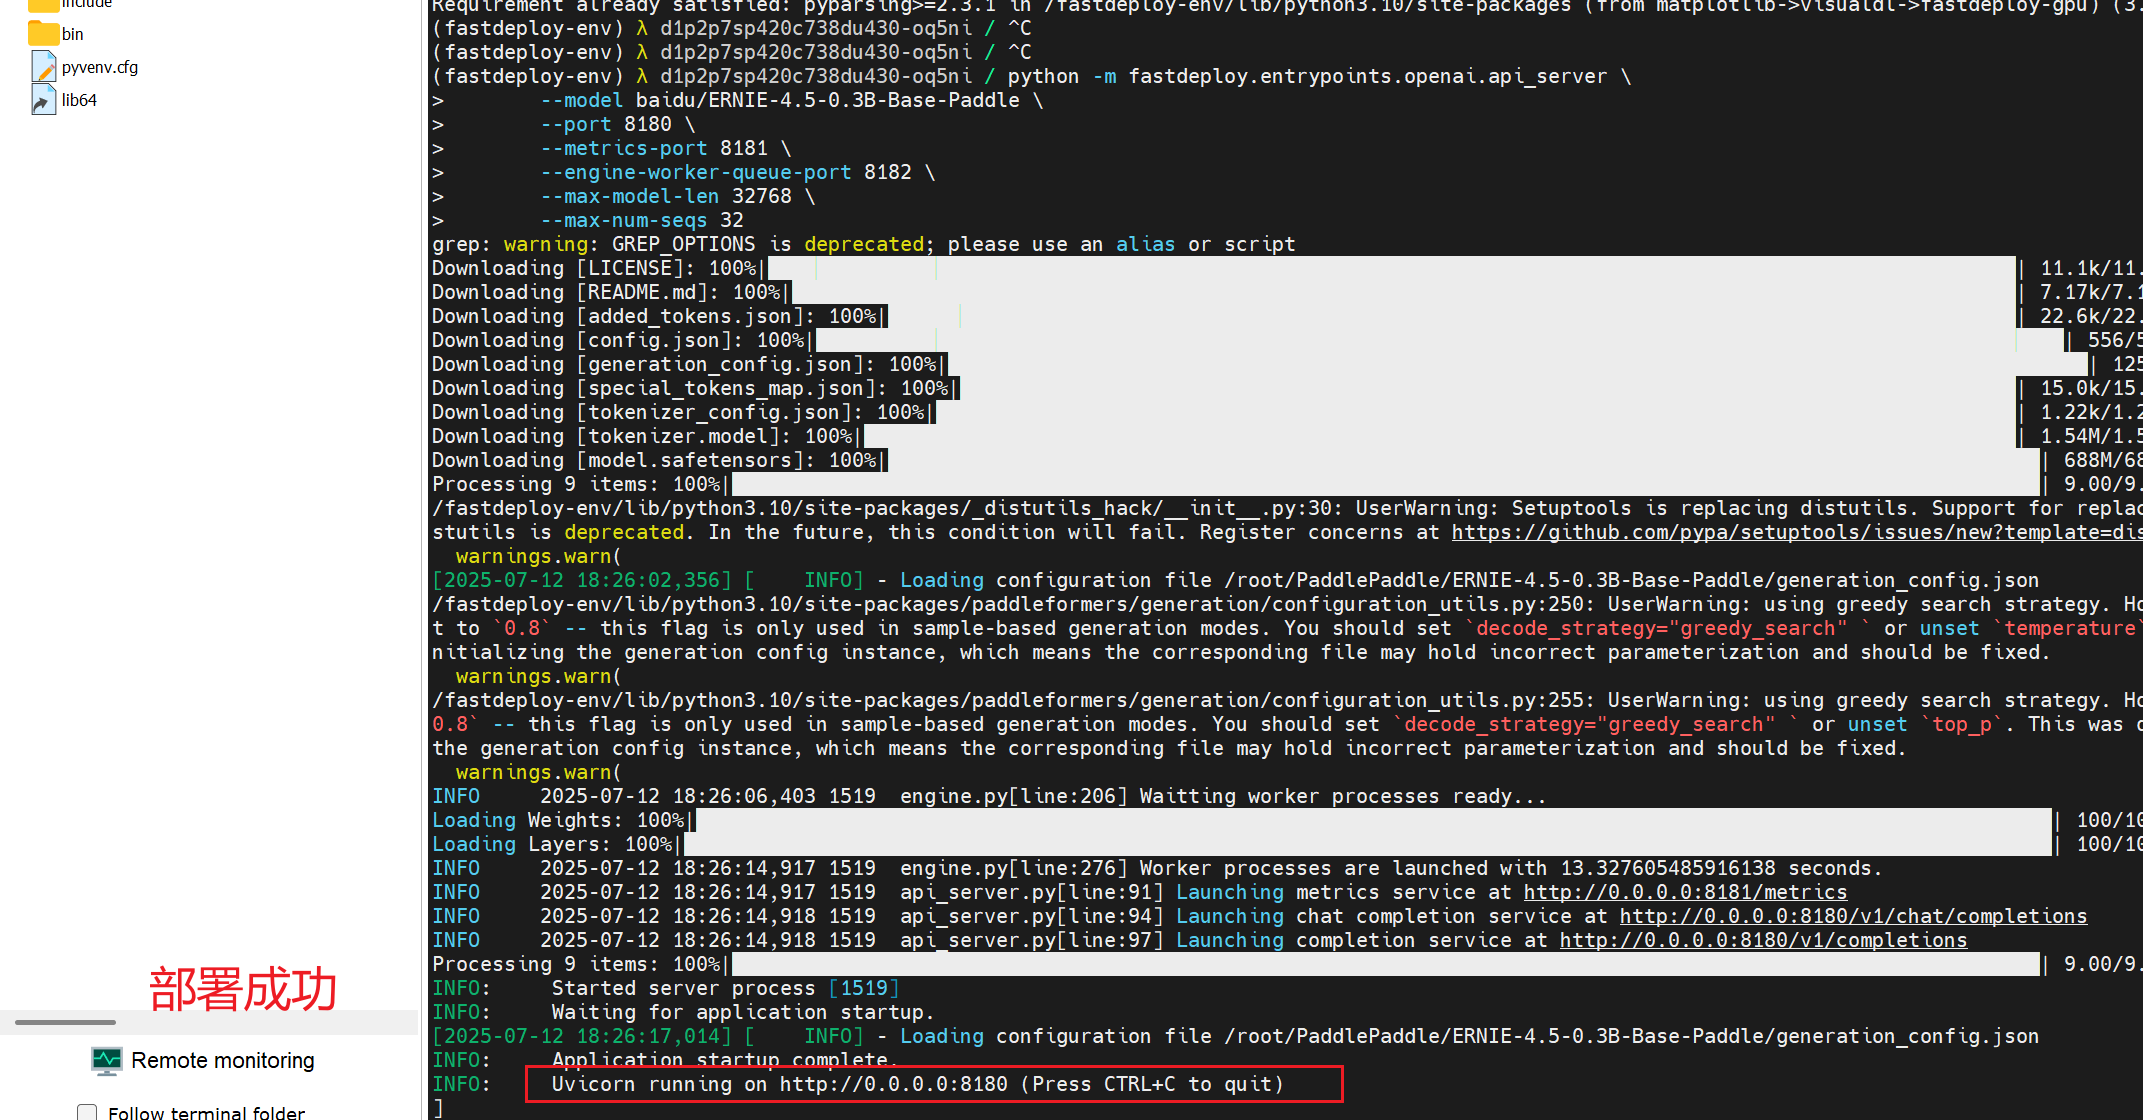 include
bin
pyvenv.cfg
lib64
部署成功
Remote monitoring
Follow terminal folder
Requirement already satisfied: pyparsing>=2.3.1 in /fastdeploy-env/lib/python3.10/site-packages (from matplotlib->visualdl->fastdeploy-gpu) (3.
(fastdeploy-env) λ d1p2p7sp420c738du430-oq5ni / ^C
(fastdeploy-env) λ d1p2p7sp420c738du430-oq5ni / ^C
(fastdeploy-env) λ d1p2p7sp420c738du430-oq5ni / python -m fastdeploy.entrypoints.openai.api_server \
>        --model baidu/ERNIE-4.5-0.3B-Base-Paddle \
>        --port 8180 \
>        --metrics-port 8181 \
>        --engine-worker-queue-port 8182 \
>        --max-model-len 32768 \
>        --max-num-seqs 32
grep: warning: GREP_OPTIONS is deprecated; please use an alias or script
Downloading [LICENSE]: 100%| | 11.1k/11.
Downloading [README.md]: 100%| | 7.17k/7.1
Downloading [added_tokens.json]: 100%| | 22.6k/22.
Downloading [config.json]: 100%| | 556/5
Downloading [generation_config.json]: 100%| | 125
Downloading [special_tokens_map.json]: 100%| | 15.0k/15.
Downloading [tokenizer_config.json]: 100%| | 1.22k/1.2
Downloading [tokenizer.model]: 100%| | 1.54M/1.5
Downloading [model.safetensors]: 100%| | 688M/68
Processing 9 items: 100%| | 9.00/9.
/fastdeploy-env/lib/python3.10/site-packages/_distutils_hack/__init__.py:30: UserWarning: Setuptools is replacing distutils. Support for replac
stutils is deprecated. In the future, this condition will fail. Register concerns at https://github.com/pypa/setuptools/issues/new?template=dis
  warnings.warn(
[2025-07-12 18:26:02,356] [    INFO] - Loading configuration file /root/PaddlePaddle/ERNIE-4.5-0.3B-Base-Paddle/generation_config.json
/fastdeploy-env/lib/python3.10/site-packages/paddleformers/generation/configuration_utils.py:250: UserWarning: using greedy search strategy. Ho
t to `0.8` -- this flag is only used in sample-based generation modes. You should set `decode_strategy="greedy_search" ` or unset `temperature`
nitializing the generation config instance, which means the corresponding file may hold incorrect parameterization and should be fixed.
  warnings.warn(
/fastdeploy-env/lib/python3.10/site-packages/paddleformers/generation/configuration_utils.py:255: UserWarning: using greedy search strategy. Ho
0.8` -- this flag is only used in sample-based generation modes. You should set `decode_strategy="greedy_search" ` or unset `top_p`. This was c
the generation config instance, which means the corresponding file may hold incorrect parameterization and should be fixed.
  warnings.warn(
INFO     2025-07-12 18:26:06,403 1519  engine.py[line:206] Waitting worker processes ready...
Loading Weights: 100%| | 100/10
Loading Layers: 100%| | 100/10
INFO     2025-07-12 18:26:14,917 1519  engine.py[line:276] Worker processes are launched with 13.327605485916138 seconds.
INFO     2025-07-12 18:26:14,917 1519  api_server.py[line:91] Launching metrics service at http://0.0.0.0:8181/metrics
INFO     2025-07-12 18:26:14,918 1519  api_server.py[line:94] Launching chat completion service at http://0.0.0.0:8180/v1/chat/completions
INFO     2025-07-12 18:26:14,918 1519  api_server.py[line:97] Launching completion service at http://0.0.0.0:8180/v1/completions
Processing 9 items: 100%| | 9.00/9.
INFO:     Started server process [1519]
INFO:     Waiting for application startup.
[2025-07-12 18:26:17,014] [    INFO] - Loading configuration file /root/PaddlePaddle/ERNIE-4.5-0.3B-Base-Paddle/generation_config.json
INFO:     Application startup complete.
INFO:     Uvicorn running on http://0.0.0.0:8180 (Press CTRL+C to quit)
]